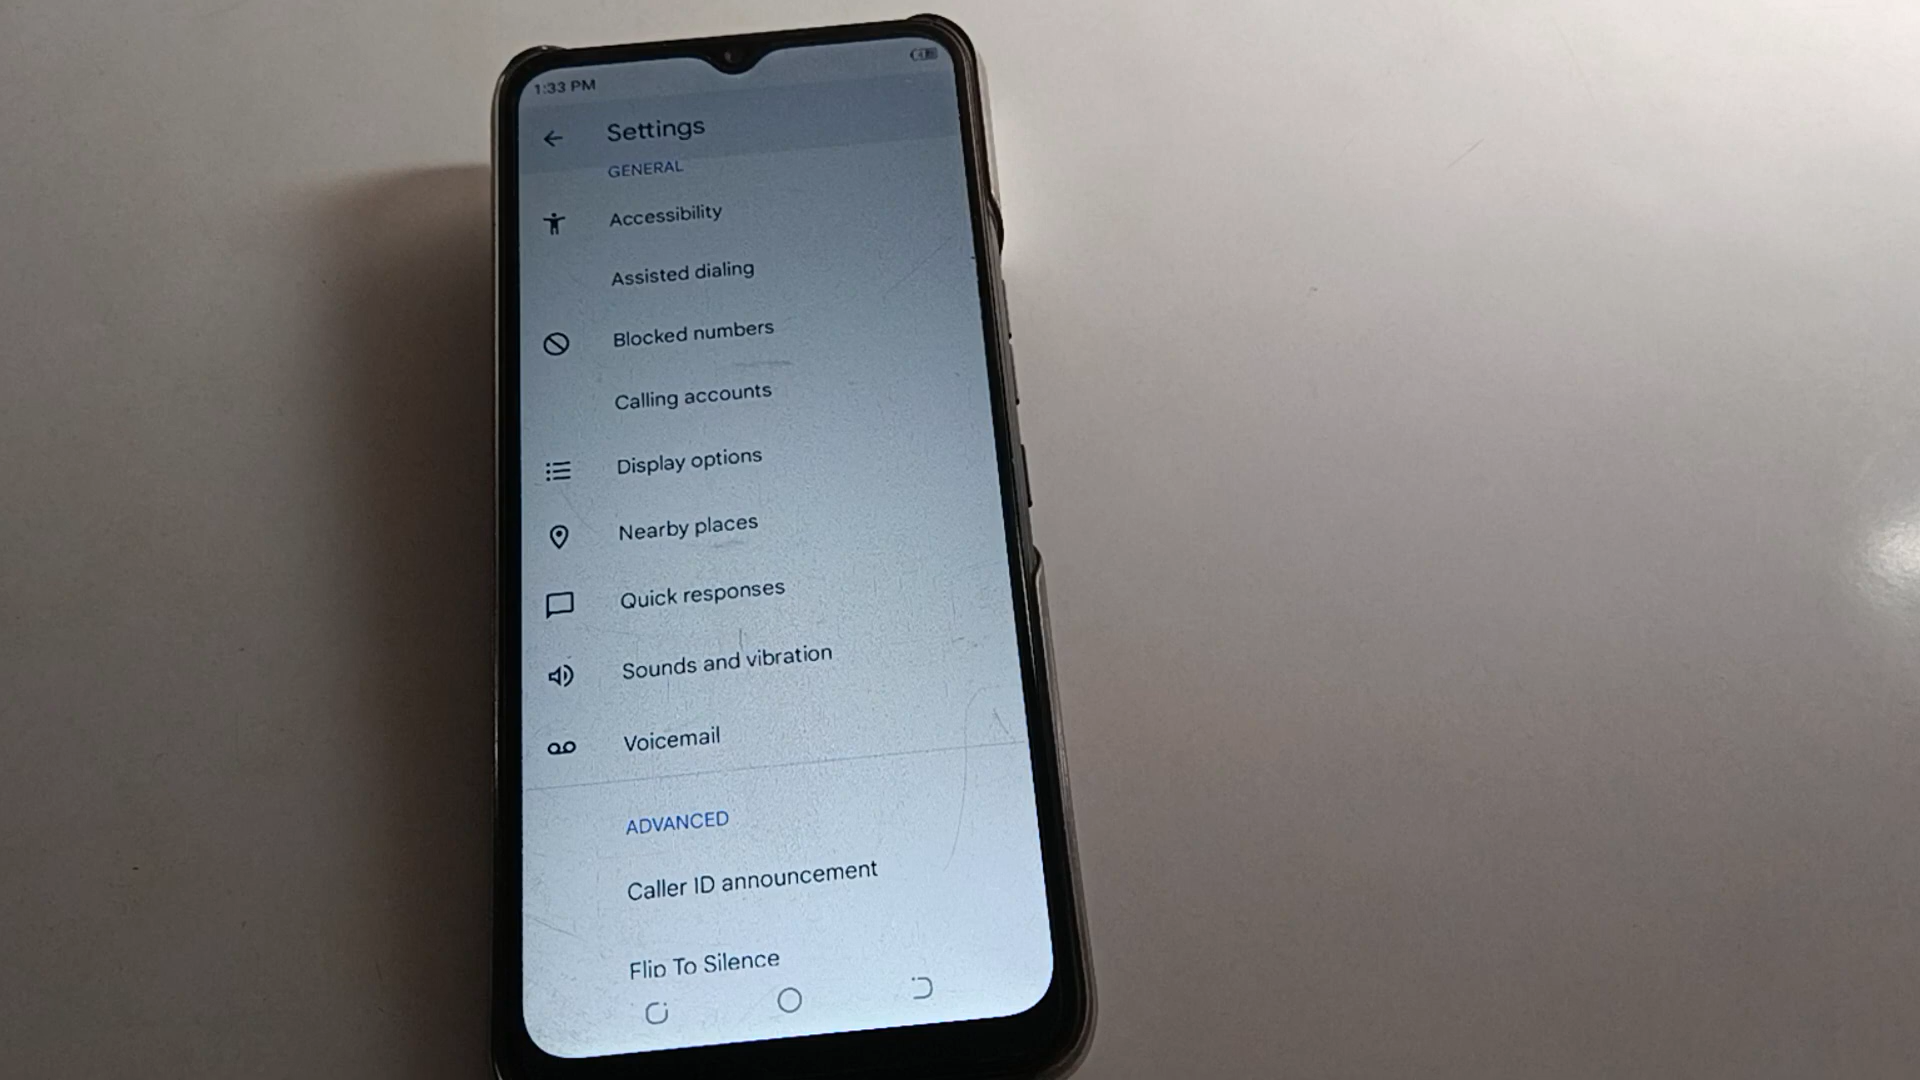 1:33 PM
Settings
GENERAL
Accessibility
Assisted dialing
Blocked numbers
Calling accounts
Display options
Nearby places
Quick responses
Sounds and vibration
Voicemail
ADVANCED
Caller ID announcement
Flip To Silence